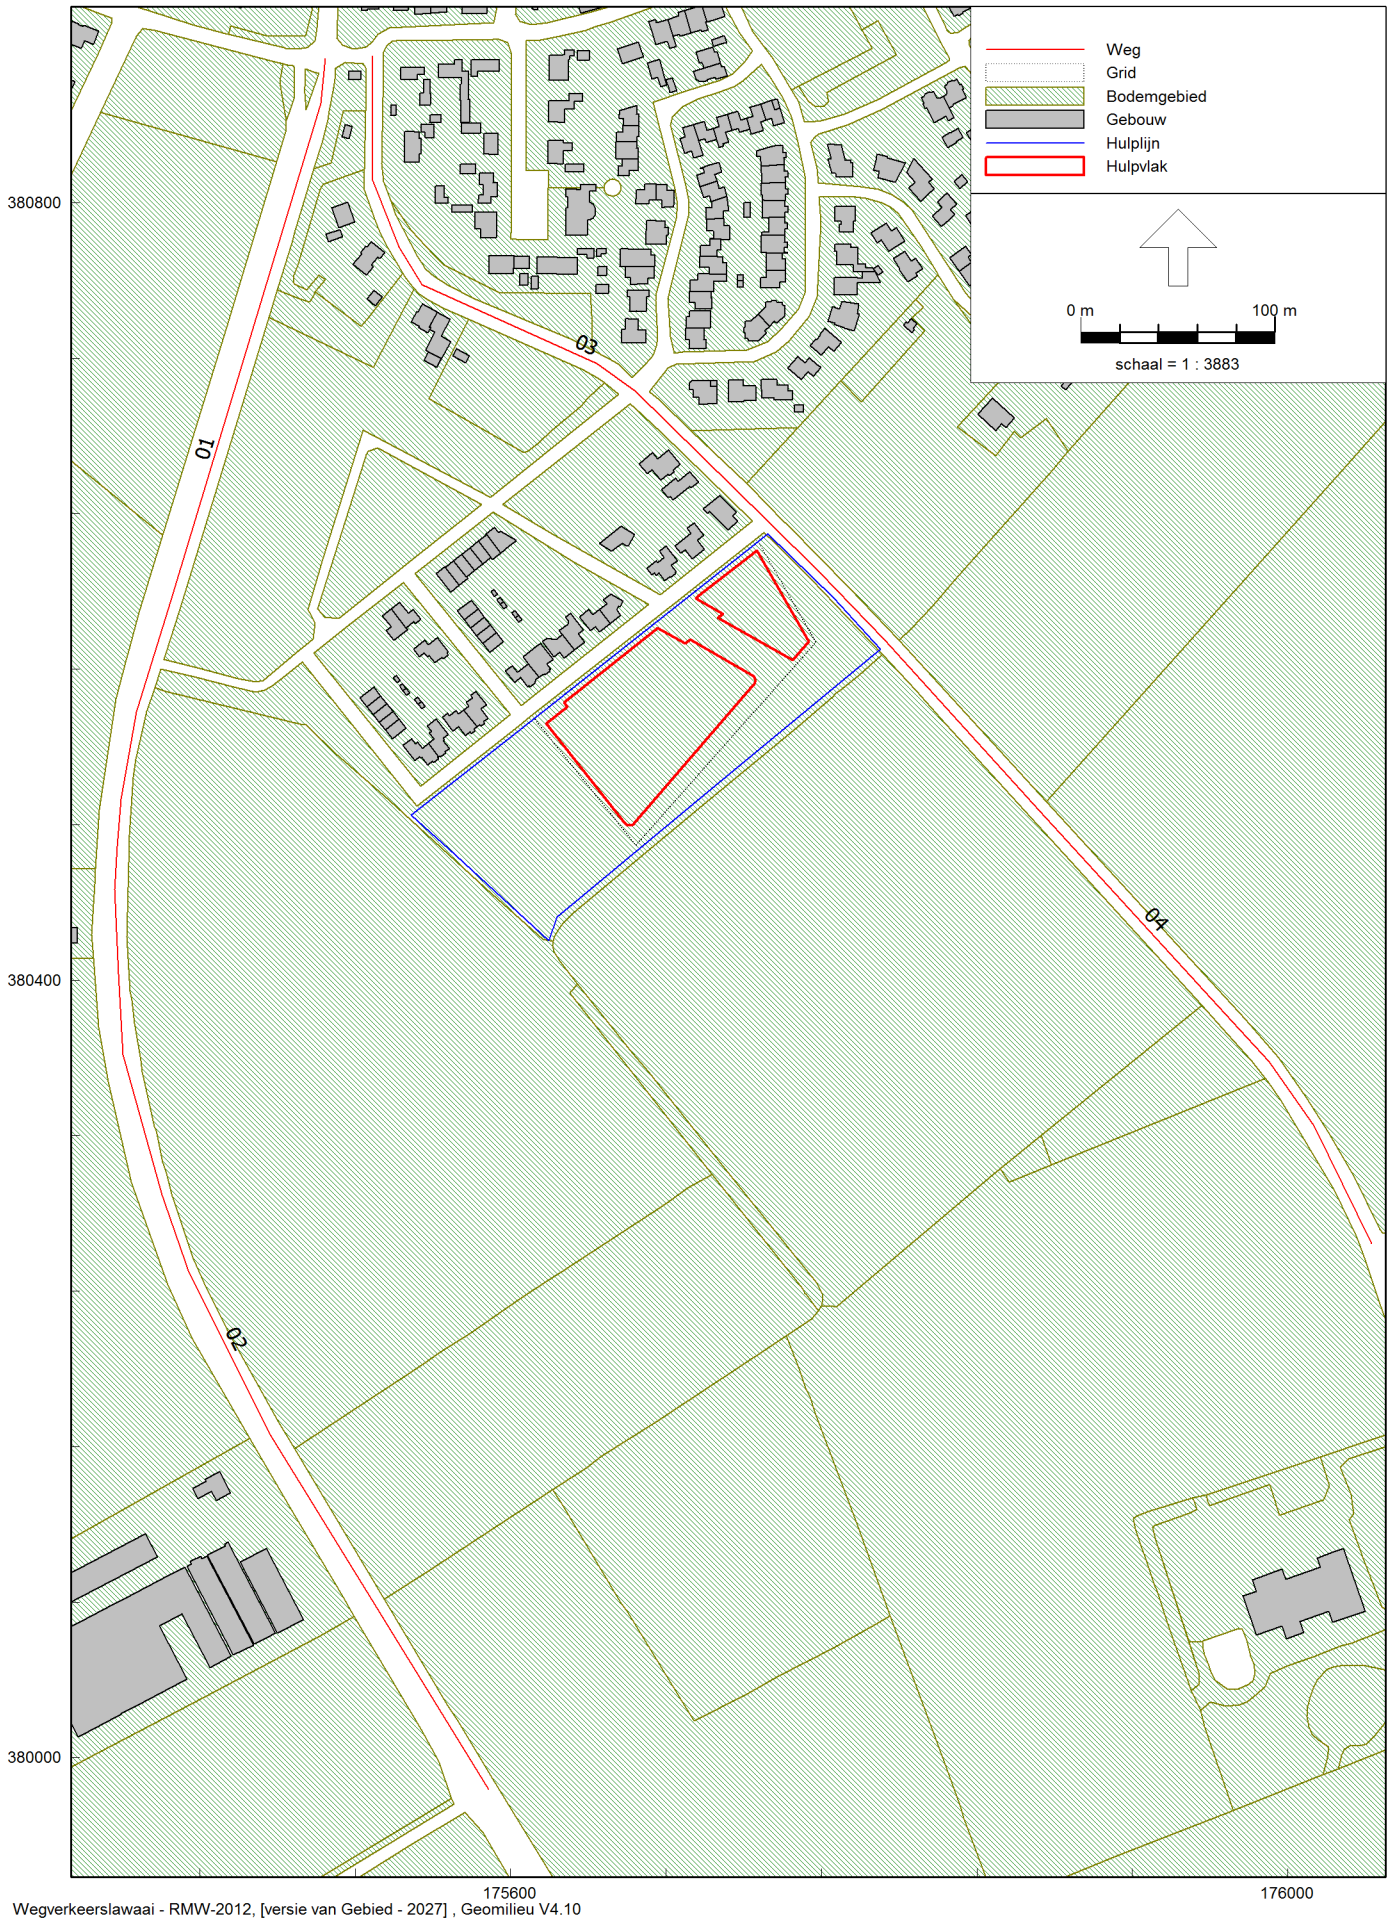 Weg
Grid
Bodemgebied
Gebouw
Hulplijn
Hulpvlak
0 m 100 m
schaal = 1 : 3883
380800
03
01
04
380400
02
380000
175600 176000
Wegverkeerslawaai - RMW-2012, [versie van Gebied - 2027] , Geomilieu V4.10